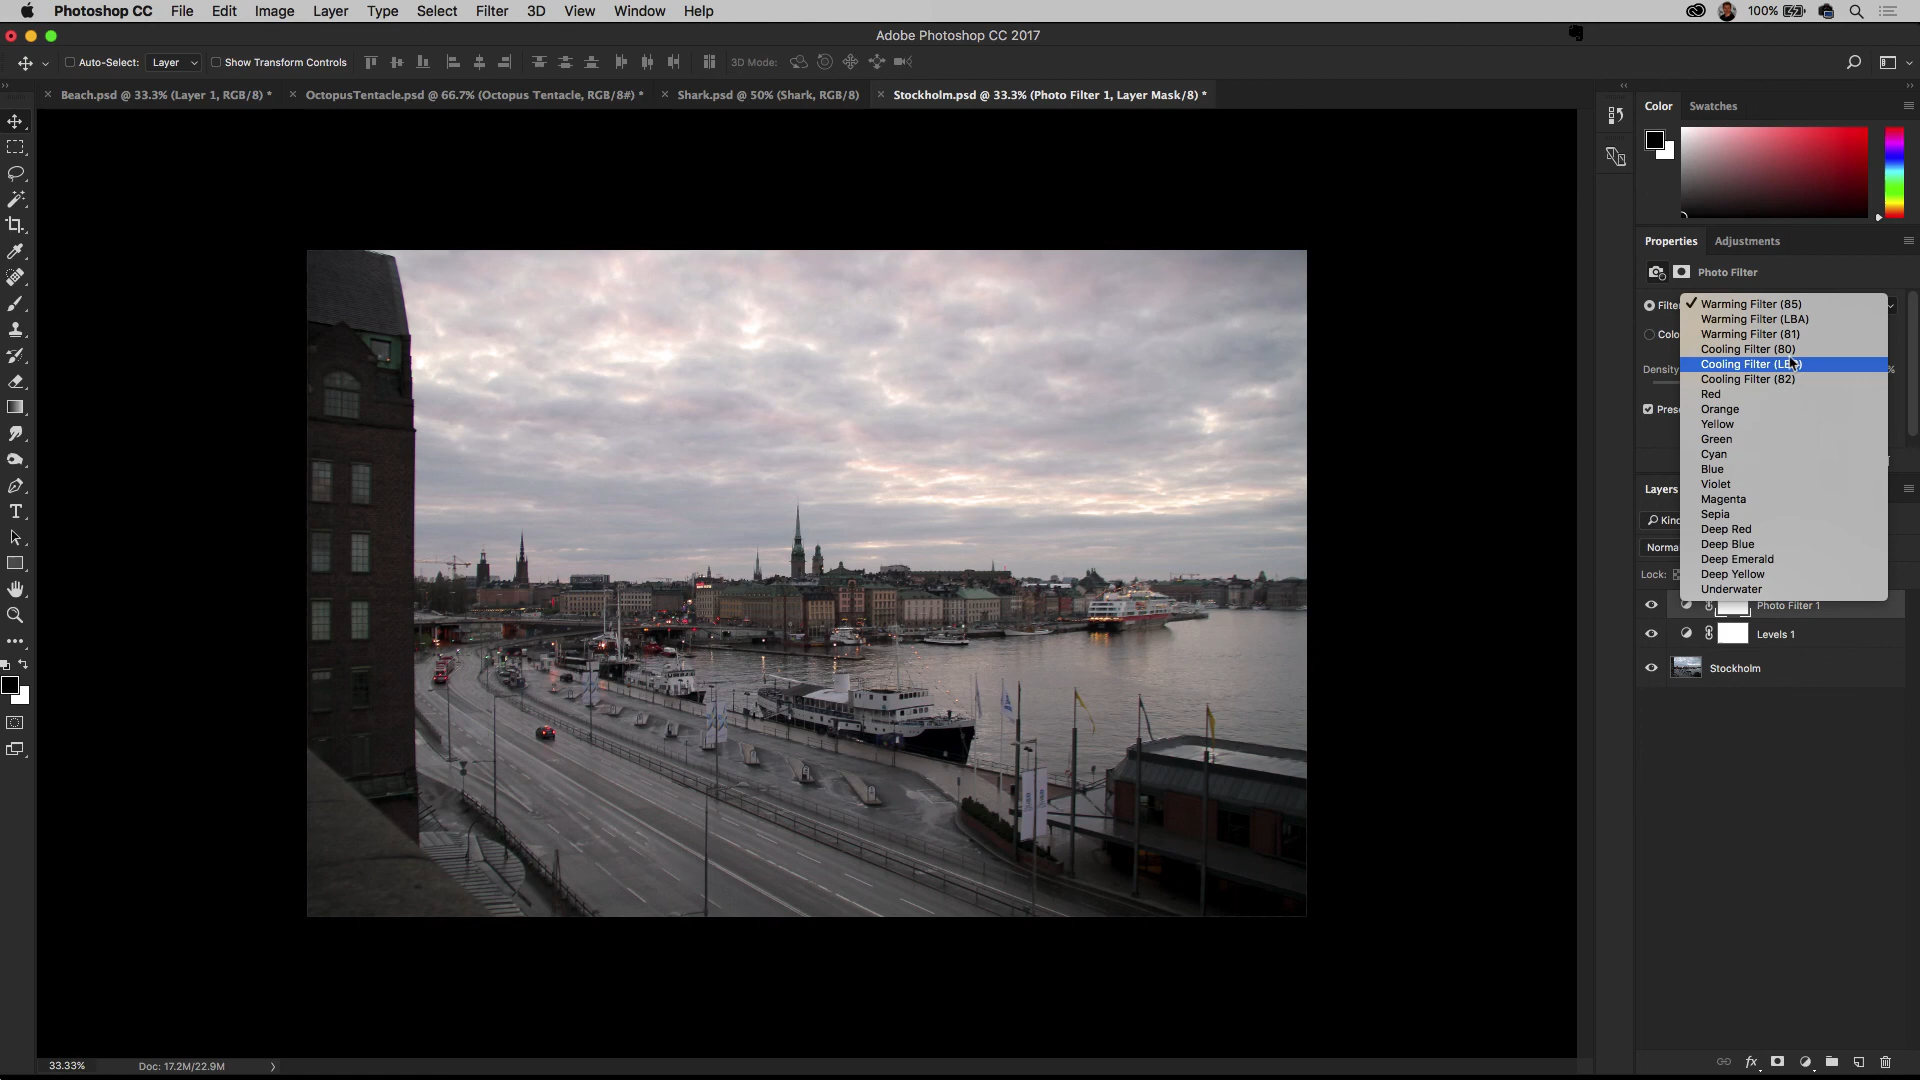 Photoshop CC File Edit Image Layer Type Select Filter 3D View Window Help 100%
Adobe Photoshop CC 2017
Auto-Select: Layer Show Transform Controls 3D Mode:
Beach.psd @ 33.3% (Layer 1, RGB/8) * OctopusTentacle.psd @ 66.7% (Octopus Tentacle, RGB/8#) * Shark.psd @ 50% (Shark, RGB/8) Stockholm.psd @ 33.3% (Photo Filter 1, Layer Mask/8) *
Color Swatches
Properties Adjustments
Photo Filter
Warming Filter (85)
Warming Filter (LBA)
Warming Filter (81)
Cooling Filter (80)
Cooling Filter
Cooling Filter (82)
Red
Orange
Yellow
Green
Cyan
Blue
Violet
Magenta
Sepia
Deep Red
Deep Blue
Deep Emerald
Deep Yellow
Underwater
Density %
Layers
Lock:
Photo Filter 1
Levels 1
Stockholm
33.33% Doc: 17.2M/22.9M